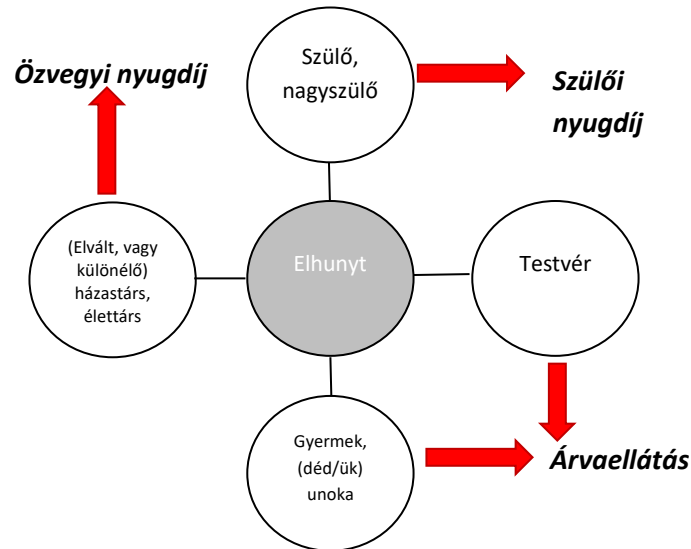 Özvegyi nyugdíj
Szülő,
nagyszülő
Szülői
nyugdíj
(Elvált, vagy
különélő)
házastárs,
élettárs
Elhunyt
Testvér
Gyermek,
(déd/ük)
unoka
Árvaellátás